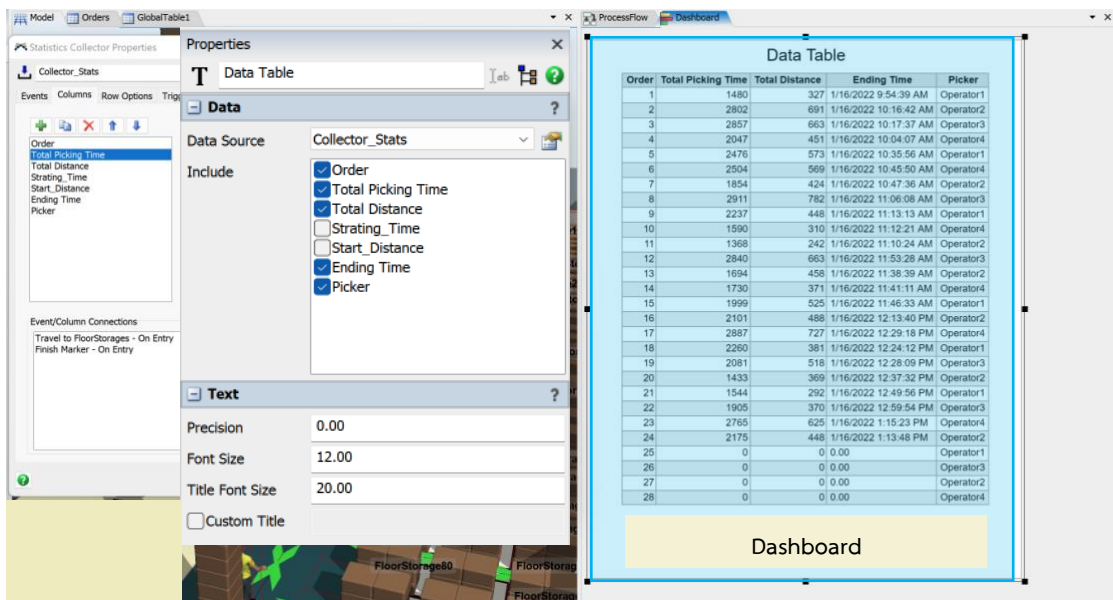 Model Orders GlobalTable1
Statistics Collector Properties
Collector_Stats
Events Columns Row Options Trig
Order
Total Picking Time
Total Distance
Strating_Time
Start_Distance
Ending Time
Picker
Event/Column Connections
Travel to FloorStorages - On Entry
Finish Marker - On Entry
Properties
T Data Table
Data ?
Data Source Collector_Stats
Include
Order
Total Picking Time
Total Distance
Strating_Time
Start_Distance
Ending Time
Picker
Text ?
Precision 0.00
Font Size 12.00
Title Font Size 20.00
Custom Title
FloorStorage80 FloorStorag
FloorStorag
ProcessFlow Dashboard
Data Table
Order Total Picking Time Total Distance Ending Time Picker
1 1480 327 1/16/2022 9:54:39 AM Operator1
2 2802 691 1/16/2022 10:16:42 AM Operator2
3 2857 663 1/16/2022 10:17:37 AM Operator3
4 2047 451 1/16/2022 10:04:07 AM Operator4
5 2476 573 1/16/2022 10:35:56 AM Operator1
6 2504 569 1/16/2022 10:45:50 AM Operator4
7 1854 424 1/16/2022 10:47:36 AM Operator2
8 2911 782 1/16/2022 11:06:08 AM Operator3
9 2237 448 1/16/2022 11:13:13 AM Operator1
10 1590 310 1/16/2022 11:12:21 AM Operator4
11 1368 242 1/16/2022 11:10:24 AM Operator2
12 2840 663 1/16/2022 11:53:28 AM Operator3
13 1694 458 1/16/2022 11:38:39 AM Operator2
14 1730 371 1/16/2022 11:41:11 AM Operator4
15 1999 525 1/16/2022 11:46:33 AM Operator1
16 2101 488 1/16/2022 12:13:40 PM Operator2
17 2887 727 1/16/2022 12:29:18 PM Operator4
18 2260 381 1/16/2022 12:24:12 PM Operator1
19 2081 518 1/16/2022 12:28:09 PM Operator3
20 1433 369 1/16/2022 12:37:32 PM Operator2
21 1544 292 1/16/2022 12:49:56 PM Operator1
22 1905 370 1/16/2022 12:59:54 PM Operator3
23 2765 625 1/16/2022 1:15:23 PM Operator4
24 2175 448 1/16/2022 1:13:48 PM Operator2
25 0 0 0.00 Operator1
26 0 0 0.00 Operator3
27 0 0 0.00 Operator2
28 0 0 0.00 Operator4
Dashboard